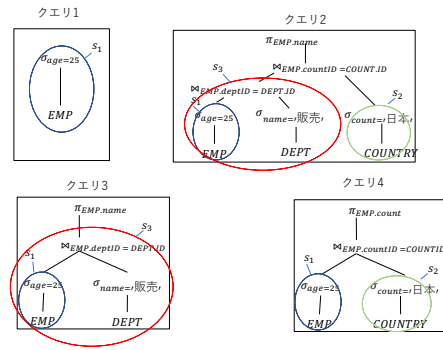 クエリ1
s1
σage=25
EMP
クエリ2
πEMP.name
s3
⋈EMP.countID =COUNT.ID
⋈EMP.deptID = DEPT.ID
s1
s2
σage=25
σname=,販売,
σcount=,日本,
EMP
DEPT
COUNTRY
クエリ3
πEMP.name
s3
⋈EMP.deptID = DEPT.ID
s1
σage=25
σname=,販売,
EMP
DEPT
クエリ4
πEMP.count
⋈EMP.countID =COUNTID
s1
s2
σage=25
σcount=,日本,
EMP
COUNTRY